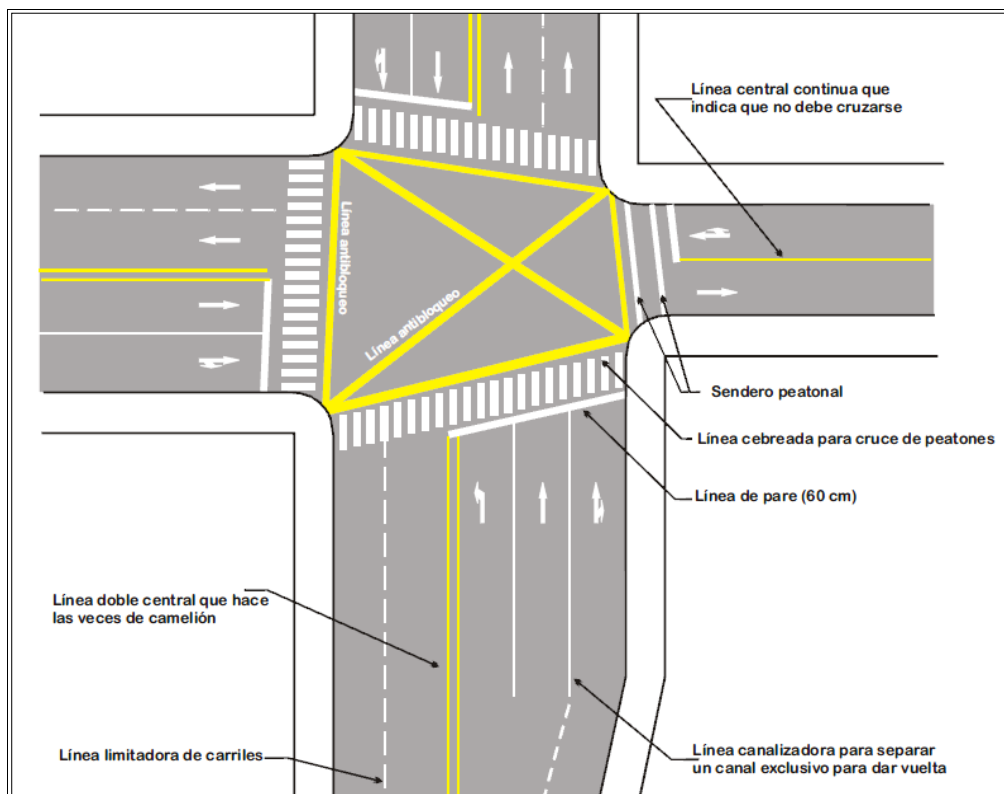 Línea central continua que
indica que no debe cruzarse
Línea antibloqueo
Línea antibloqueo
Sendero peatonal
Línea cebreada para cruce de peatones
Línea de pare (60 cm)
Línea doble central que hace
las veces de camelión
Línea limitadora de carriles
Línea canalizadora para separar
un canal exclusivo para dar vuelta